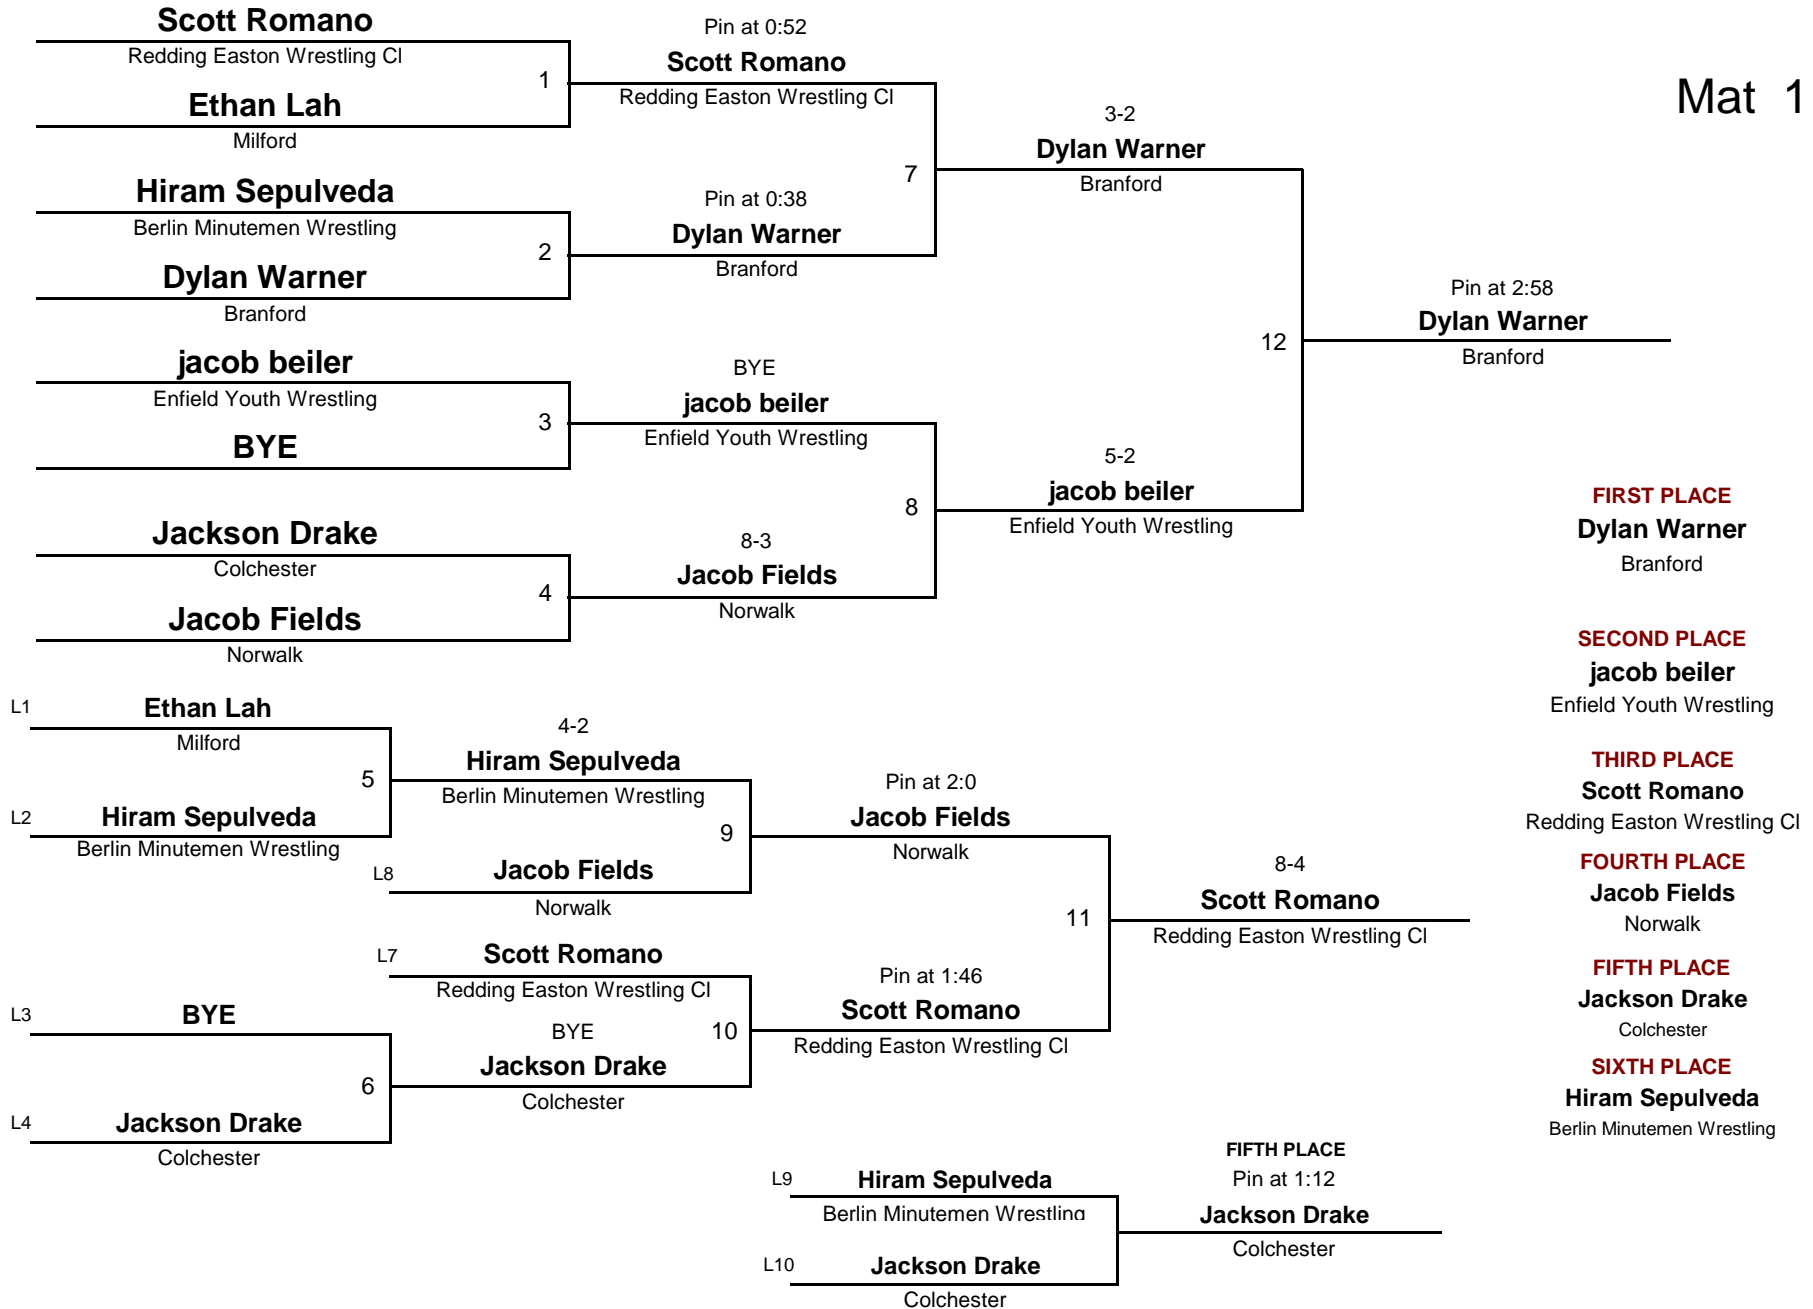 Mat 1
Scott Romano
Redding Easton Wrestling Cl
1
Ethan Lah
Milford
Hiram Sepulveda
Berlin Minutemen Wrestling
2
Dylan Warner
Branford
jacob beiler
Enfield Youth Wrestling
3
BYE
Jackson Drake
Colchester
4
Jacob Fields
Norwalk
Pin at 0:52
Scott Romano
Redding Easton Wrestling Cl
7
Pin at 0:38
Dylan Warner
Branford
BYE
jacob beiler
Enfield Youth Wrestling
8
8-3
Jacob Fields
Norwalk
3-2
Dylan Warner
Branford
12
5-2
jacob beiler
Enfield Youth Wrestling
Pin at 2:58
Dylan Warner
Branford
L1
Ethan Lah
Milford
5
L2
Hiram Sepulveda
Berlin Minutemen Wrestling
L3
BYE
6
L4
Jackson Drake
Colchester
4-2
Hiram Sepulveda
Berlin Minutemen Wrestling
9
L8
Jacob Fields
Norwalk
L7
Scott Romano
Redding Easton Wrestling Cl
10
BYE
Jackson Drake
Colchester
Pin at 2:0
Jacob Fields
Norwalk
11
Pin at 1:46
Scott Romano
Redding Easton Wrestling Cl
8-4
Scott Romano
Redding Easton Wrestling Cl
L9
Hiram Sepulveda
Berlin Minutemen Wrestling
L10
Jackson Drake
Colchester
FIFTH PLACE
Pin at 1:12
Jackson Drake
Colchester
FIRST PLACE
Dylan Warner
Branford
SECOND PLACE
jacob beiler
Enfield Youth Wrestling
THIRD PLACE
Scott Romano
Redding Easton Wrestling Cl
FOURTH PLACE
Jacob Fields
Norwalk
FIFTH PLACE
Jackson Drake
Colchester
SIXTH PLACE
Hiram Sepulveda
Berlin Minutemen Wrestling